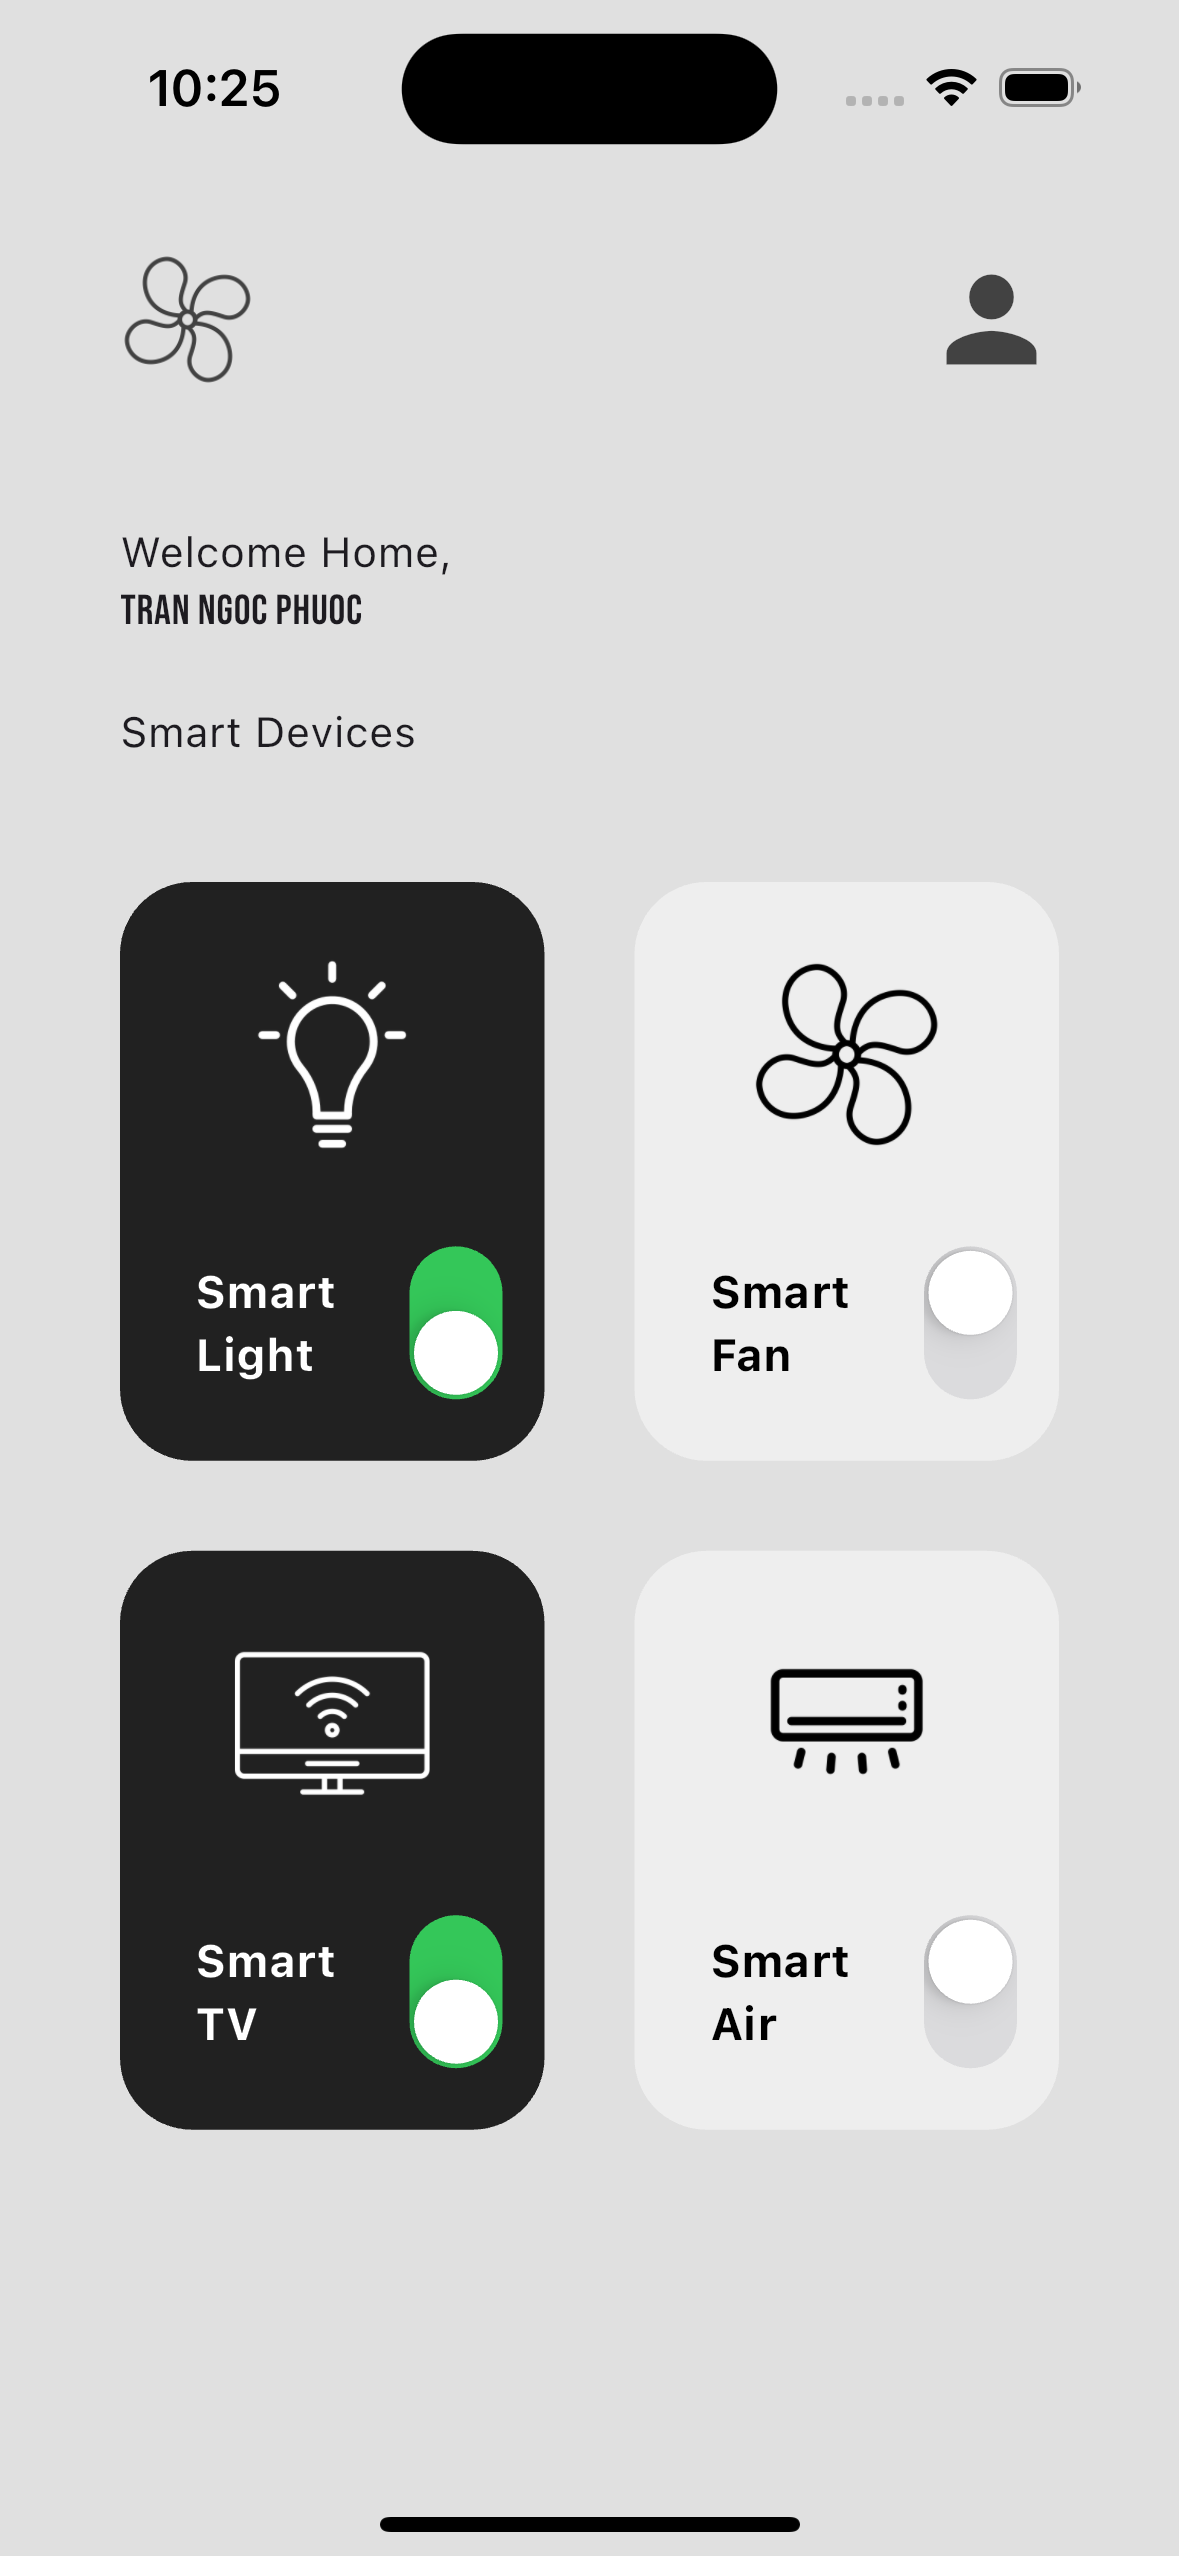 10:25
Welcome Home,
TRAN NGOC PHUOC
Smart Devices
Smart
Light
Smart
Fan
Smart
TV
Smart
Air